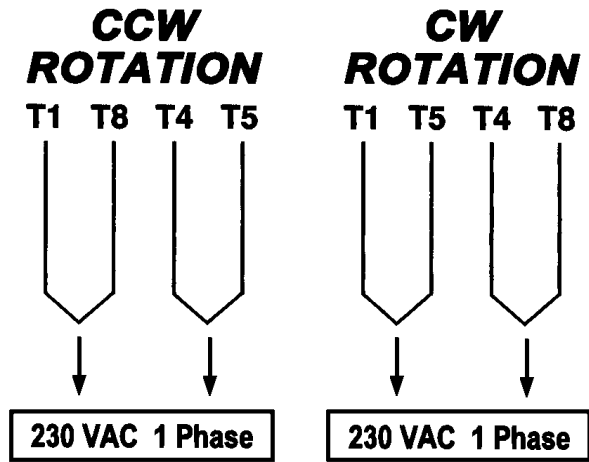 CCW
ROTATION
T1 T8 T4 T5
230 VAC 1 Phase
CW
ROTATION
T1 T5 T4 T8
230 VAC 1 Phase